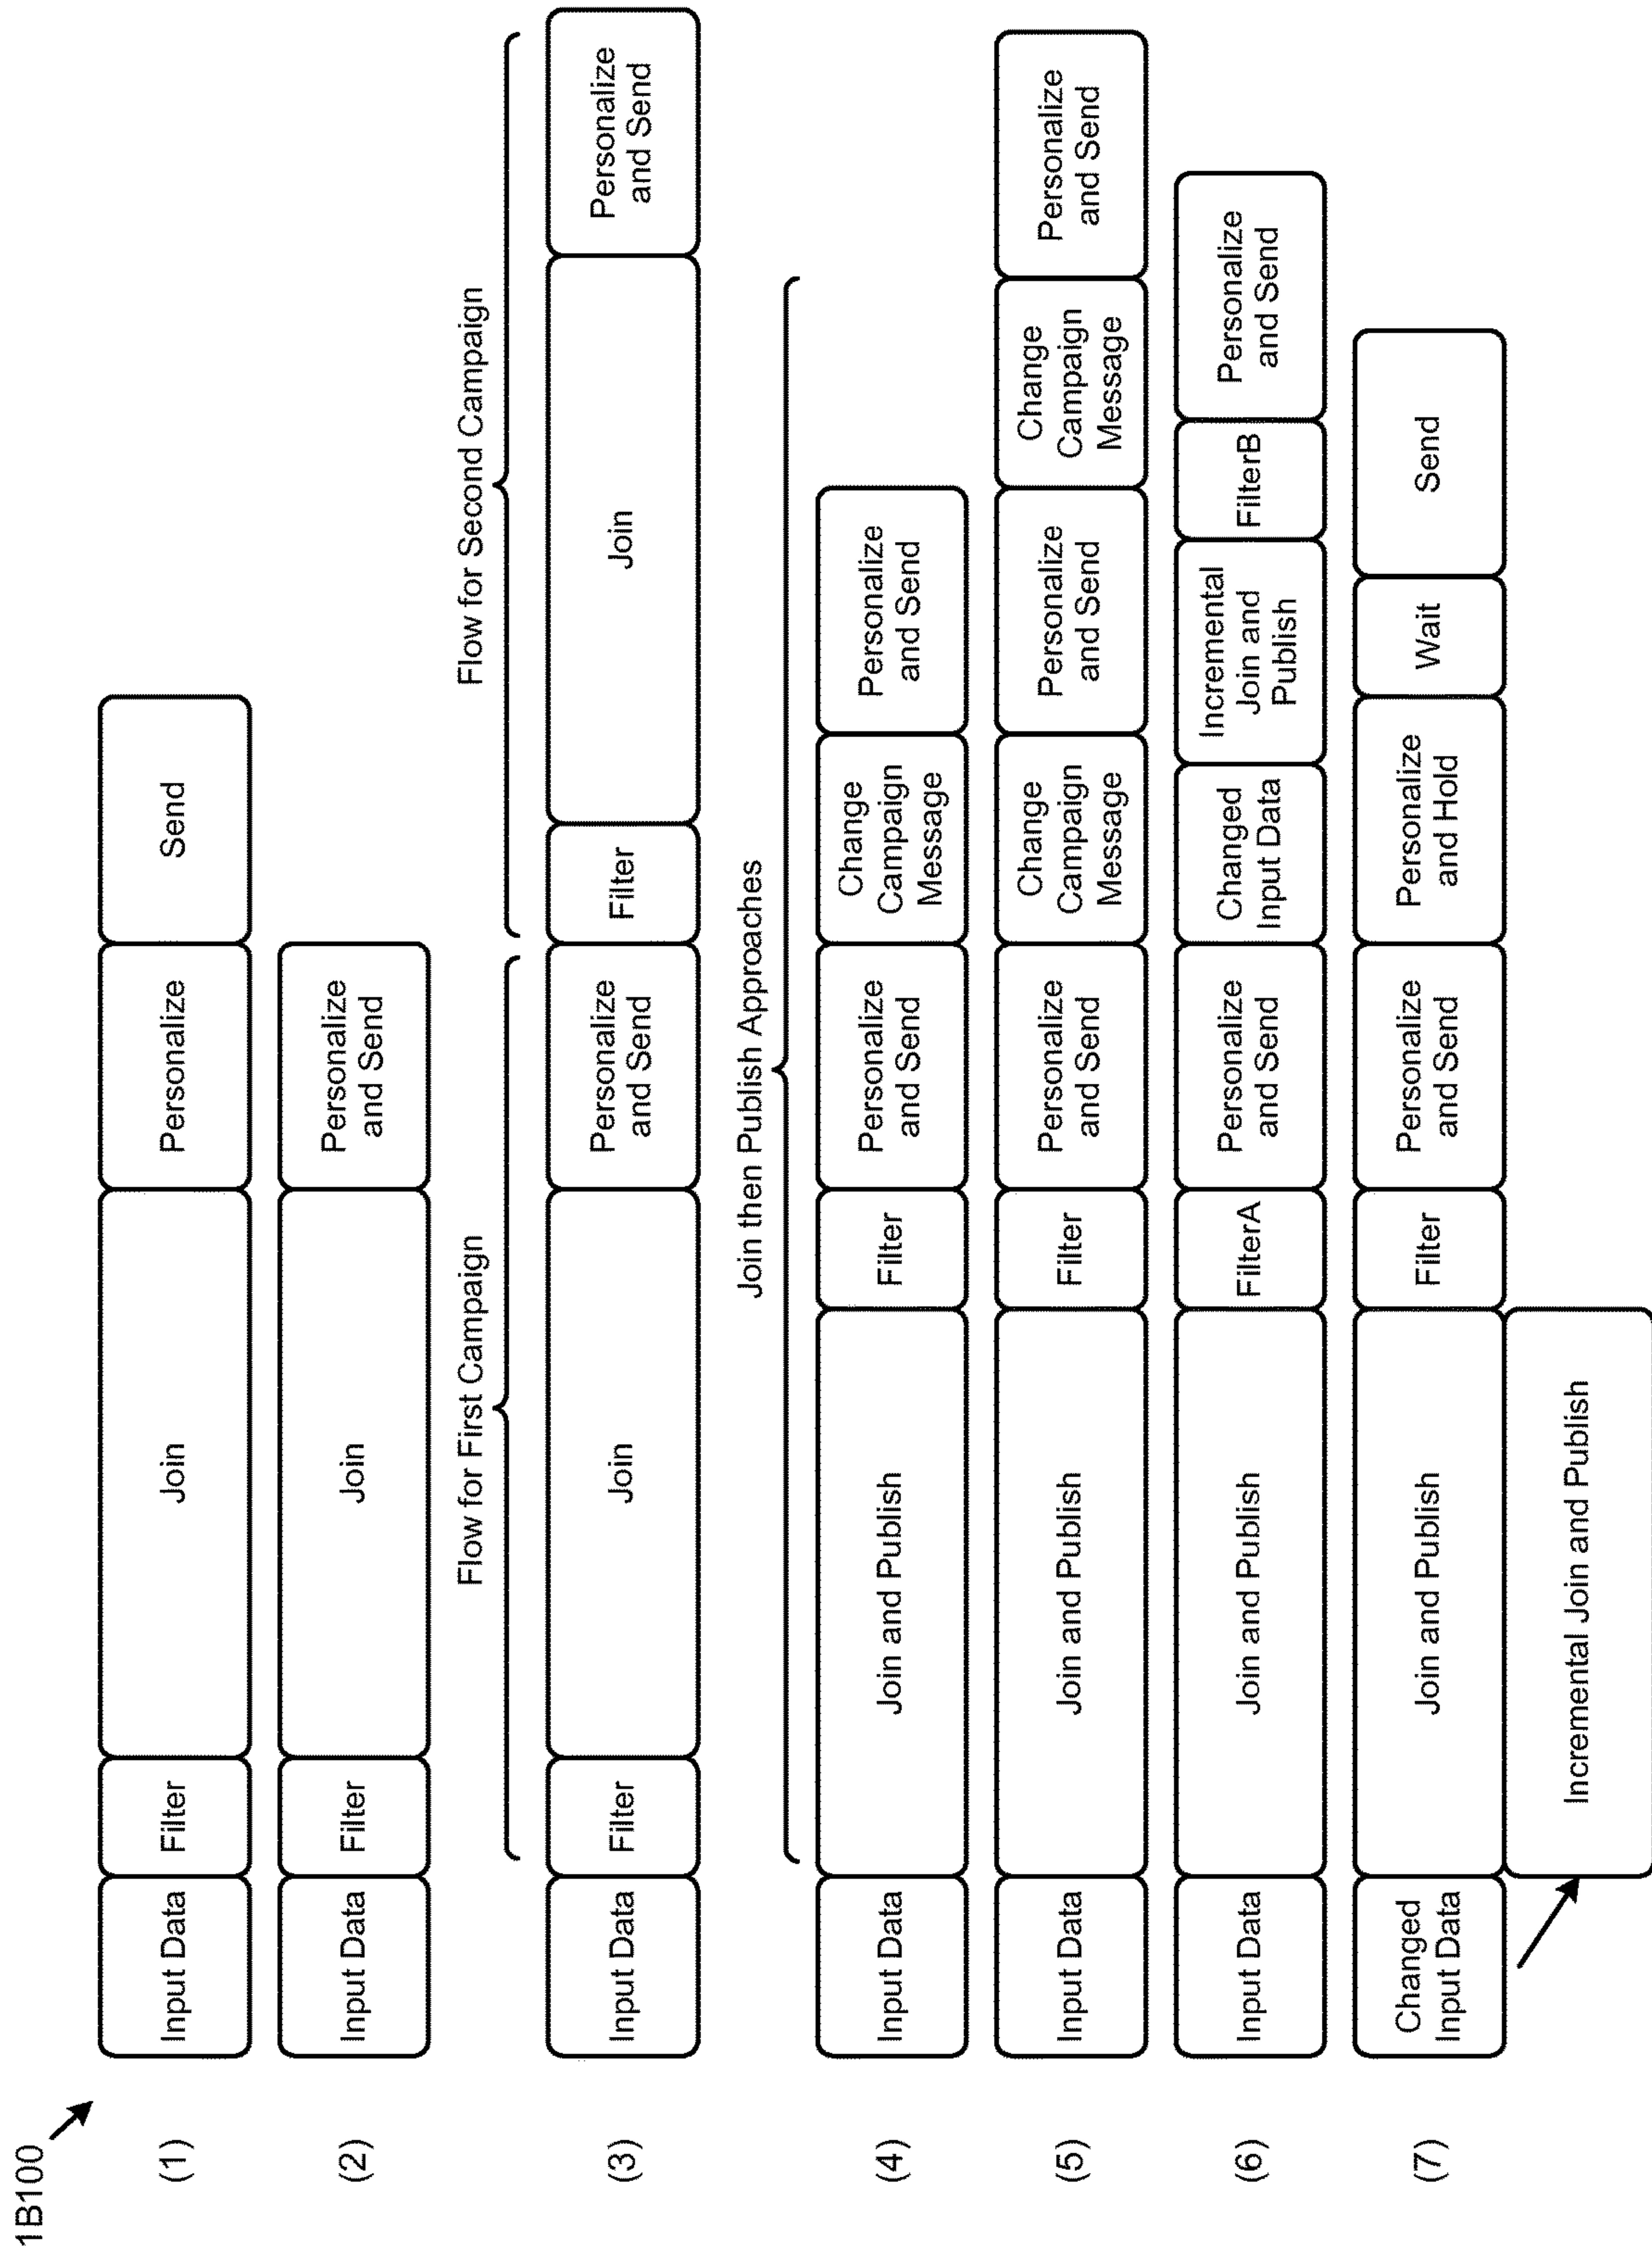 1B100
(1)
Input Data
Filter
Join
Personalize
Send
(2)
Input Data
Filter
Join
Personalize
and Send
Flow for First Campaign
Flow for Second Campaign
(3)
Input Data
Filter
Join
Personalize
and Send
Filter
Join
Personalize
and Send
Join then Publish Approaches
(4)
Input Data
Join and Publish
Filter
Personalize
and Send
Change
Campaign
Message
Personalize
and Send
(5)
Input Data
Join and Publish
Filter
Personalize
and Send
Change
Campaign
Message
Personalize
and Send
Change
Campaign
Message
Personalize
and Send
(6)
Input Data
Join and Publish
FilterA
Personalize
and Send
Changed
Input Data
Incremental
Join and
Publish
FilterB
Personalize
and Send
(7)
Changed
Input Data
Join and Publish
Filter
Personalize
and Send
Personalize
and Hold
Wait
Send
Incremental Join and Publish